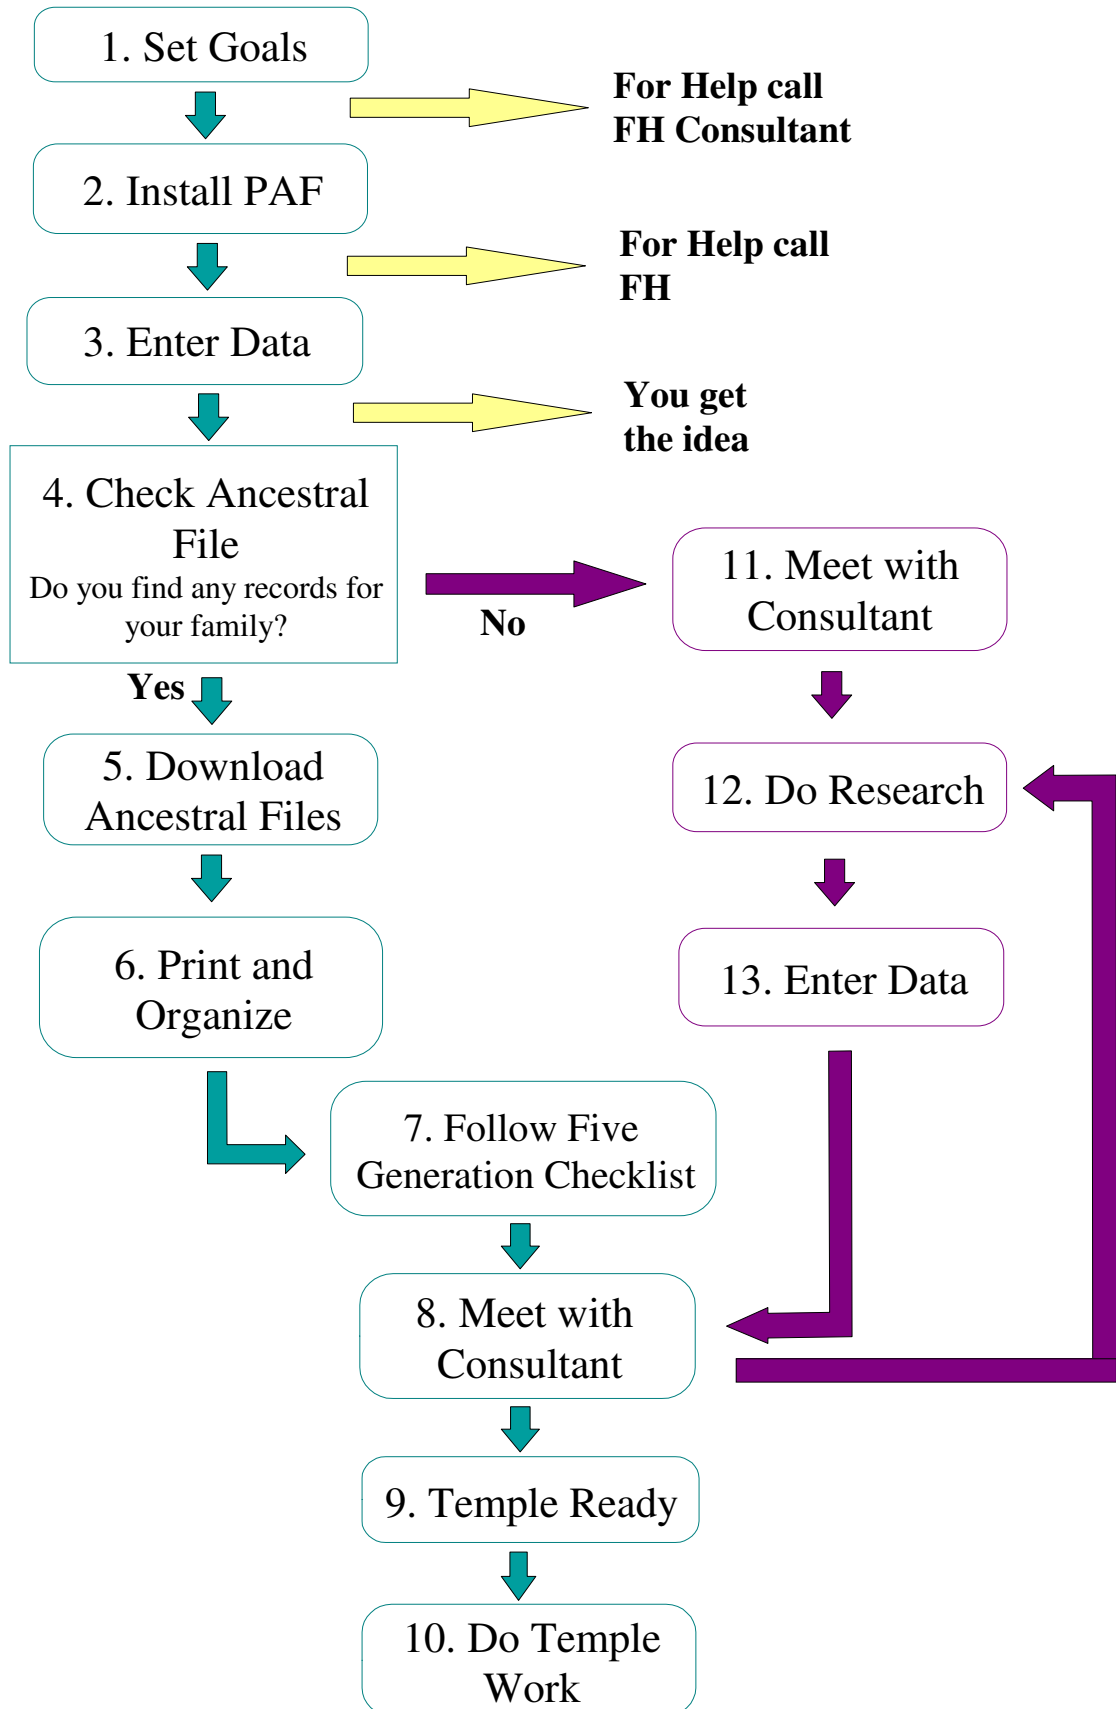 1. Set Goals
For Help call
FH Consultant
2. Install PAF
For Help call
FH
3. Enter Data
You get
the idea
4. Check Ancestral
File
Do you find any records for
your family?
No
Yes
11. Meet with
Consultant
5. Download
Ancestral Files
12. Do Research
6. Print and
Organize
13. Enter Data
7. Follow Five
Generation Checklist
8. Meet with
Consultant
9. Temple Ready
10. Do Temple
Work